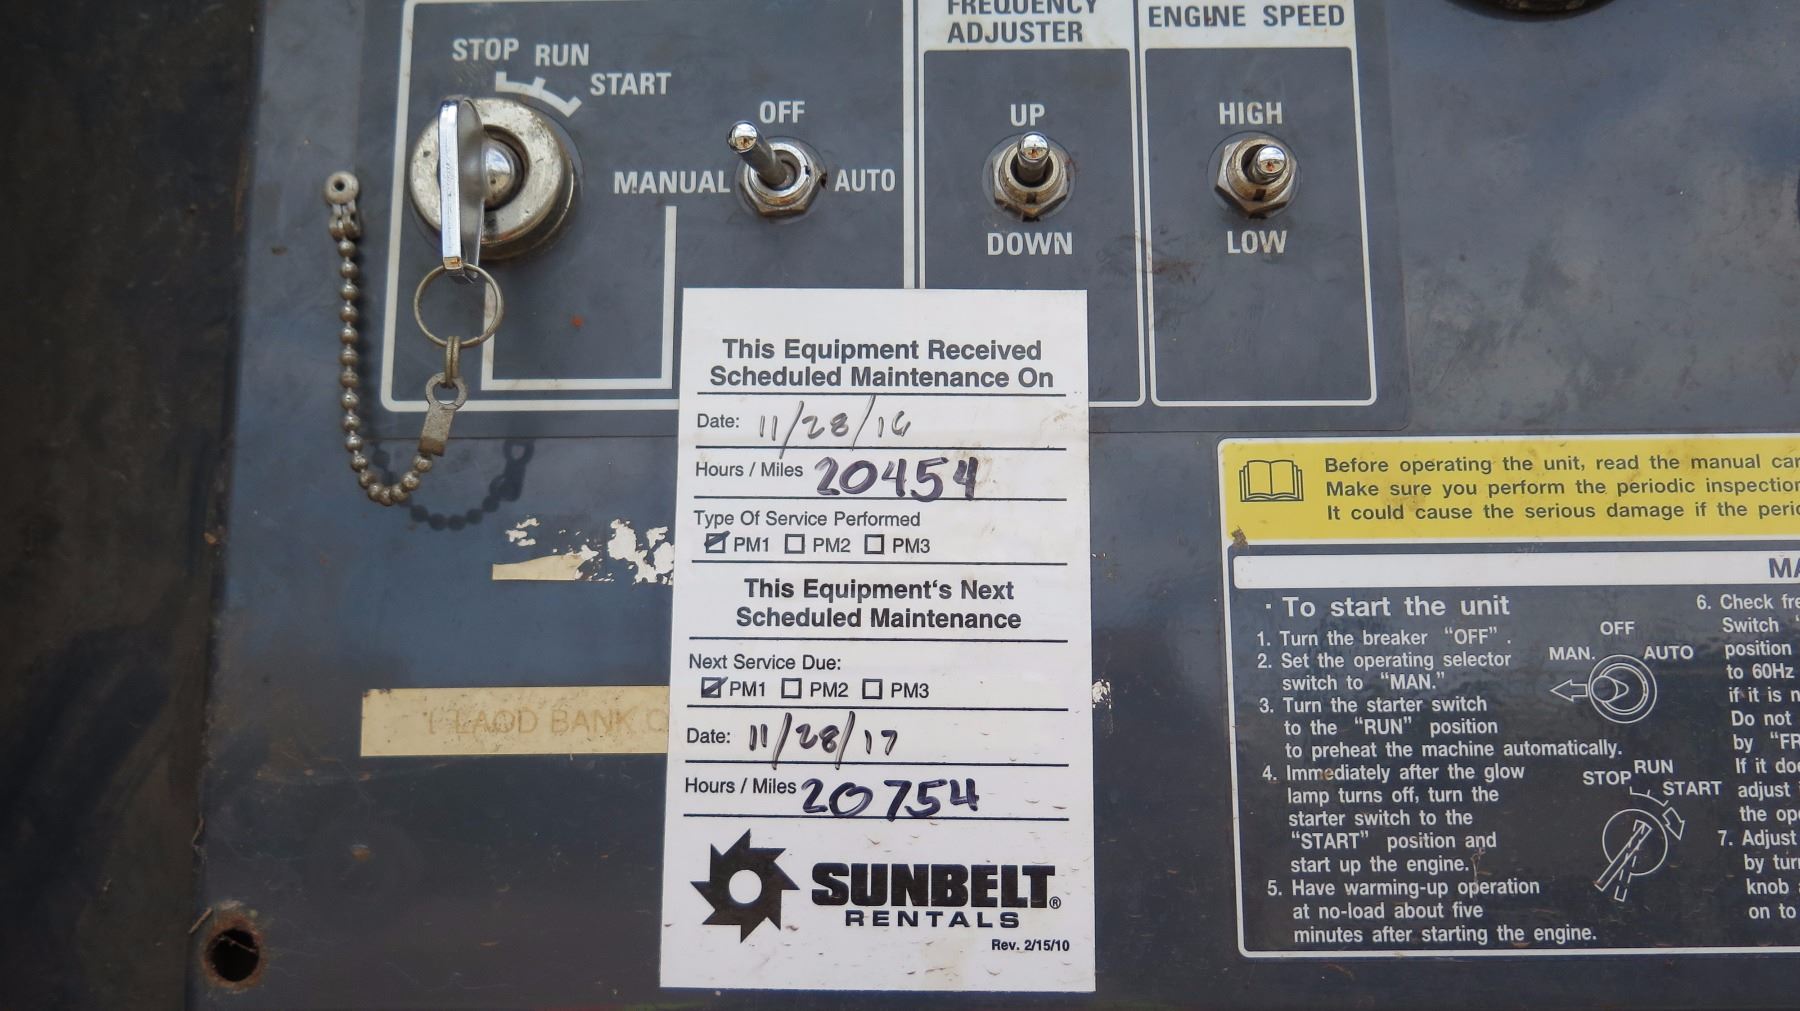 STOP RUN START
OFF
MANUAL AUTO
FREQUENCY
ADJUSTER
UP
DOWN
ENGINE SPEED
HIGH
LOW
This Equipment Received
Scheduled Maintenance On
Date: 11/28/16
Hours / Miles 20454
Type Of Service Performed
PM1 PM2 PM3
This Equipment's Next
Scheduled Maintenance
Next Service Due:
PM1 PM2 PM3
Date: 11/28/17
Hours / Miles 20754
SUNBELT®
RENTALS
Rev. 2/15/10
BANK
Before operating the unit, read the manual
Make sure you perform the periodic inspection
It could cause the serious damage if the
· To start the unit
1. Turn the breaker "OFF".
2. Set the operating selector
switch to "MAN."
3. Turn the starter switch
to the "RUN" position
to preheat the machine automatically.
4. Immediately after the glow
lamp turns off, turn the
starter switch to the
"START" position and
start up the engine.
5. Have warming-up operation
at no-load about five
minutes after starting the engine.
OFF
MAN. AUTO
STOP RUN START
6. Check
Switch
position
to 60Hz
if it is
Do not
by
If it
adjust
the
7. Adjust
by
knob
on to